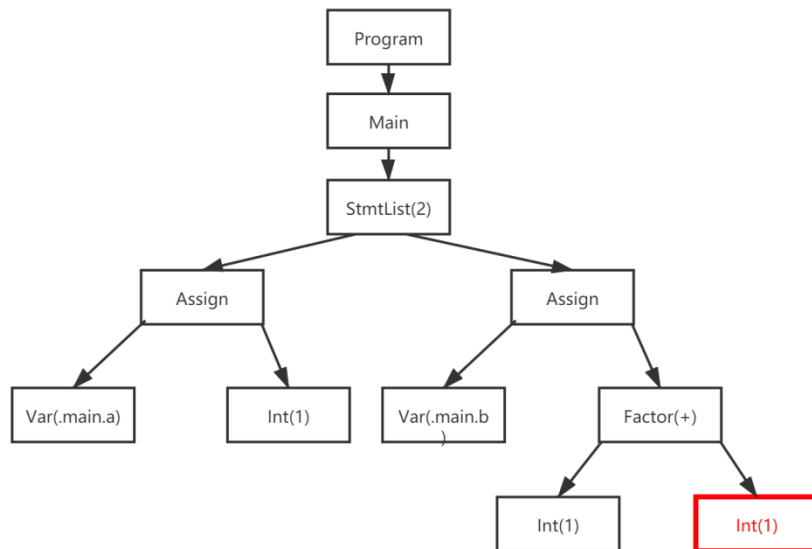 Program
Main
StmtList(2)
Assign
Assign
Var(.main.a)
Int(1)
Var(.main.b
)
Factor(+)
Int(1)
Int(1)